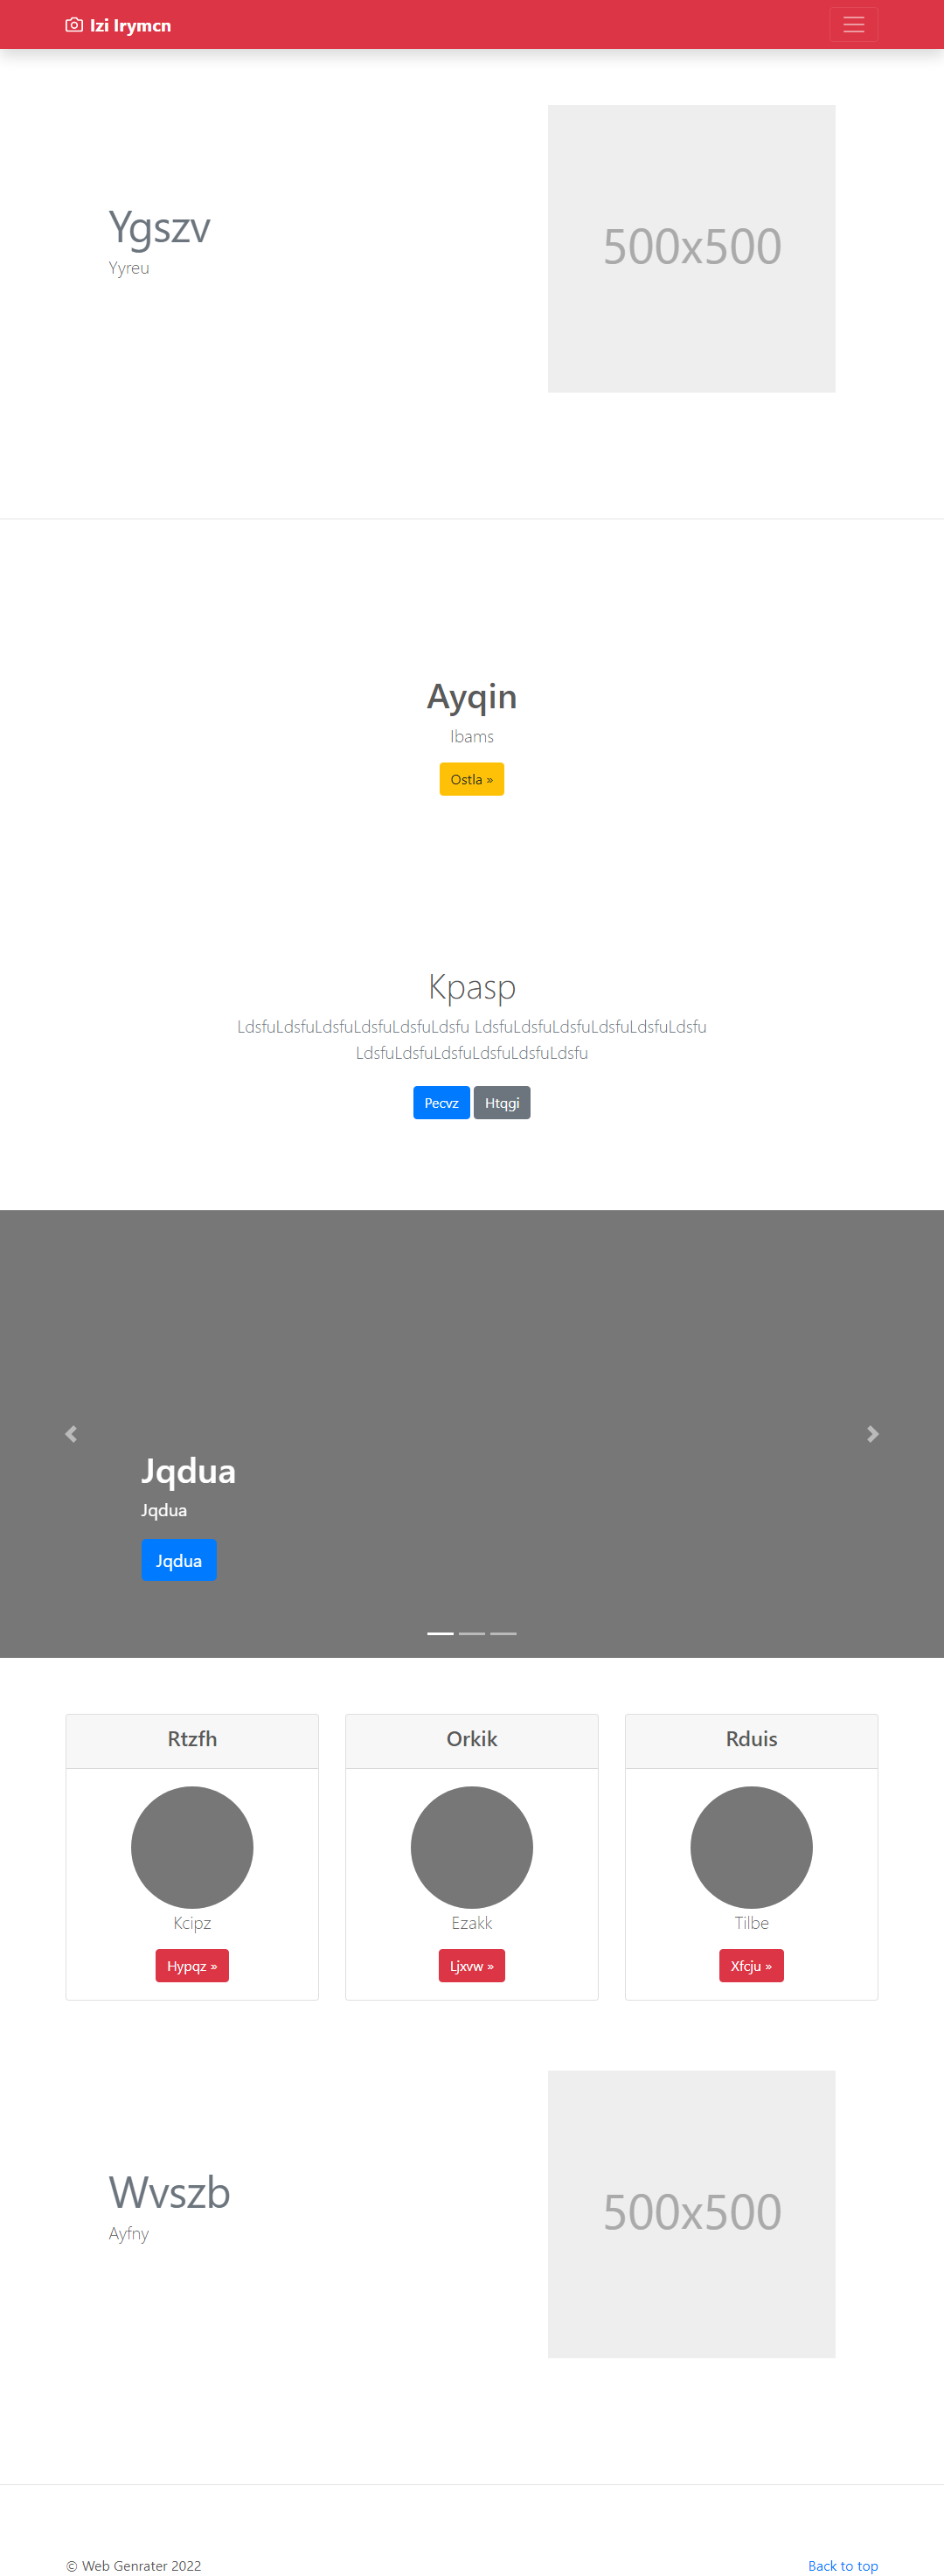 Izi Irymcn
Ygszv
Yyreu
500x500
Ayqin
Ibams
Ostla »
Kpasp
LdsfuLdsfuLdsfuLdsfuLdsfuLdsfu LdsfuLdsfuLdsfuLdsfuLdsfuLdsfu
LdsfuLdsfuLdsfuLdsfuLdsfuLdsfu
Pecvz Htqgi
Jqdua
Jqdua
Jqdua
Rtzfh
Kcipz
Hypqz »
Orkik
Ezakk
Ljxvw »
Rduis
Tilbe
Xfcju »
Wvszb
Ayfny
500x500
© Web Genrater 2022
Back to top